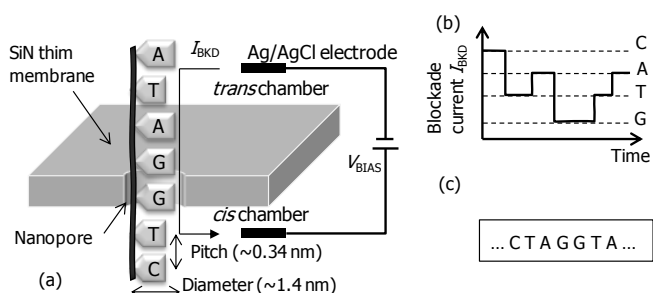 SiN thim
membrane
A
T
A
G
G
T
C
I_BKD
Ag/AgCl electrode
trans chamber
V_BIAS
cis chamber
Nanopore
Pitch (~0.34 nm)
(a)
Diameter (~1.4 nm)
(b)
Blockade
current I_BKD
C
A
T
G
Time
(c)
... C T A G G T A ...